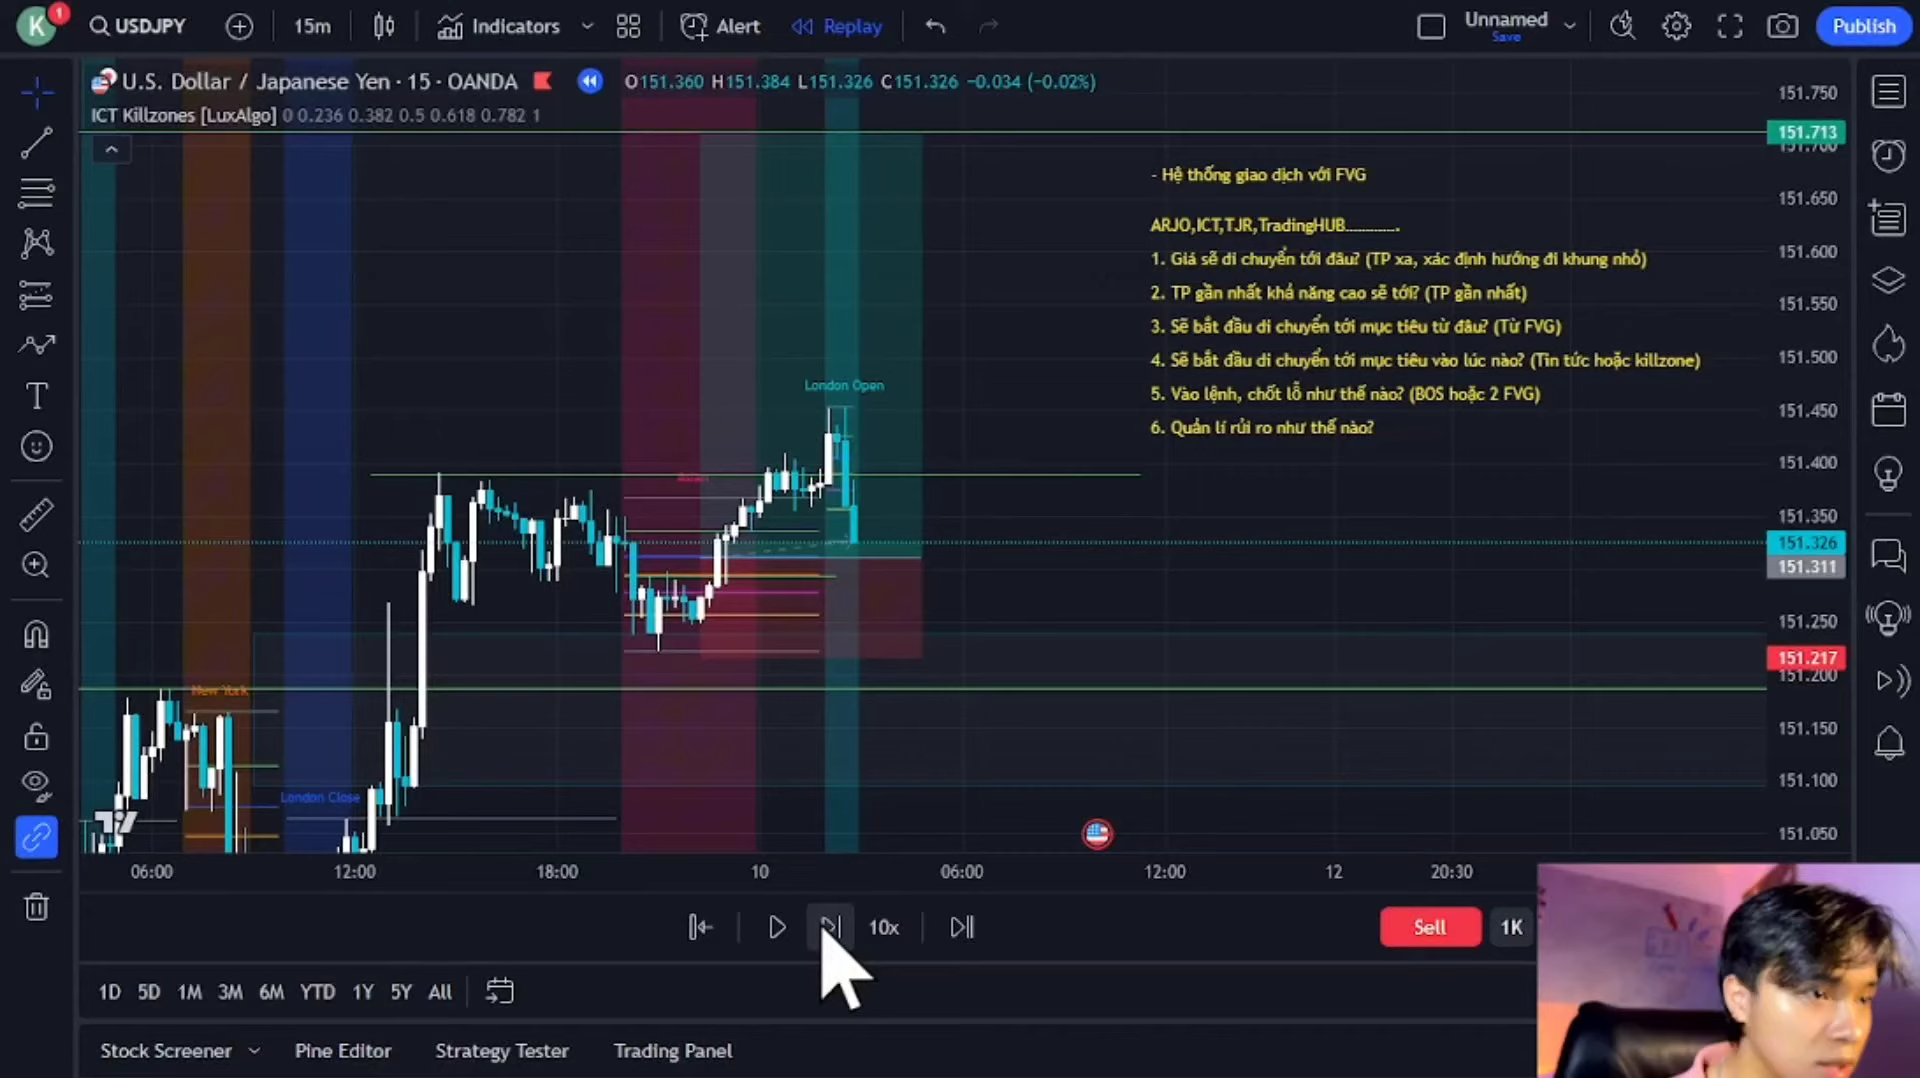 K 1 USDJPY 15m Indicators Alert Replay Unnamed Save Publish
U.S. Dollar / Japanese Yen · 15 · OANDA O151.360 H151.384 L151.326 C151.326 −0.034 (−0.02%)
ICT Killzones [LuxAlgo] 0 0.236 0.382 0.5 0.618 0.782 1
- Hệ thống giao dịch với FVG
ARJO,ICT,TJR,TradingHUB.............
1. Giá sẽ di chuyển tới đâu? (TP xa, xác định hướng đi khung nhỏ)
2. TP gần nhất khả năng cao sẽ tới? (TP gần nhất)
3. Sẽ bắt đầu di chuyển tới mục tiêu từ đâu? (Từ FVG)
4. Sẽ bắt đầu di chuyển tới mục tiêu vào lúc nào? (Tin tức hoặc killzone)
5. Vào lệnh, chốt lỗ như thế nào? (BOS hoặc 2 FVG)
6. Quản lí rủi ro như thế nào?
London Open
Asian
New York
London Close
151.750
151.713
151.700
151.650
151.600
151.550
151.500
151.450
151.400
151.350
151.326
151.311
151.250
151.217
151.200
151.150
151.100
151.050
06:00 12:00 18:00 10 06:00 12:00 12 20:30
10x Sell 1K
1D 5D 1M 3M 6M YTD 1Y 5Y All
Stock Screener Pine Editor Strategy Tester Trading Panel